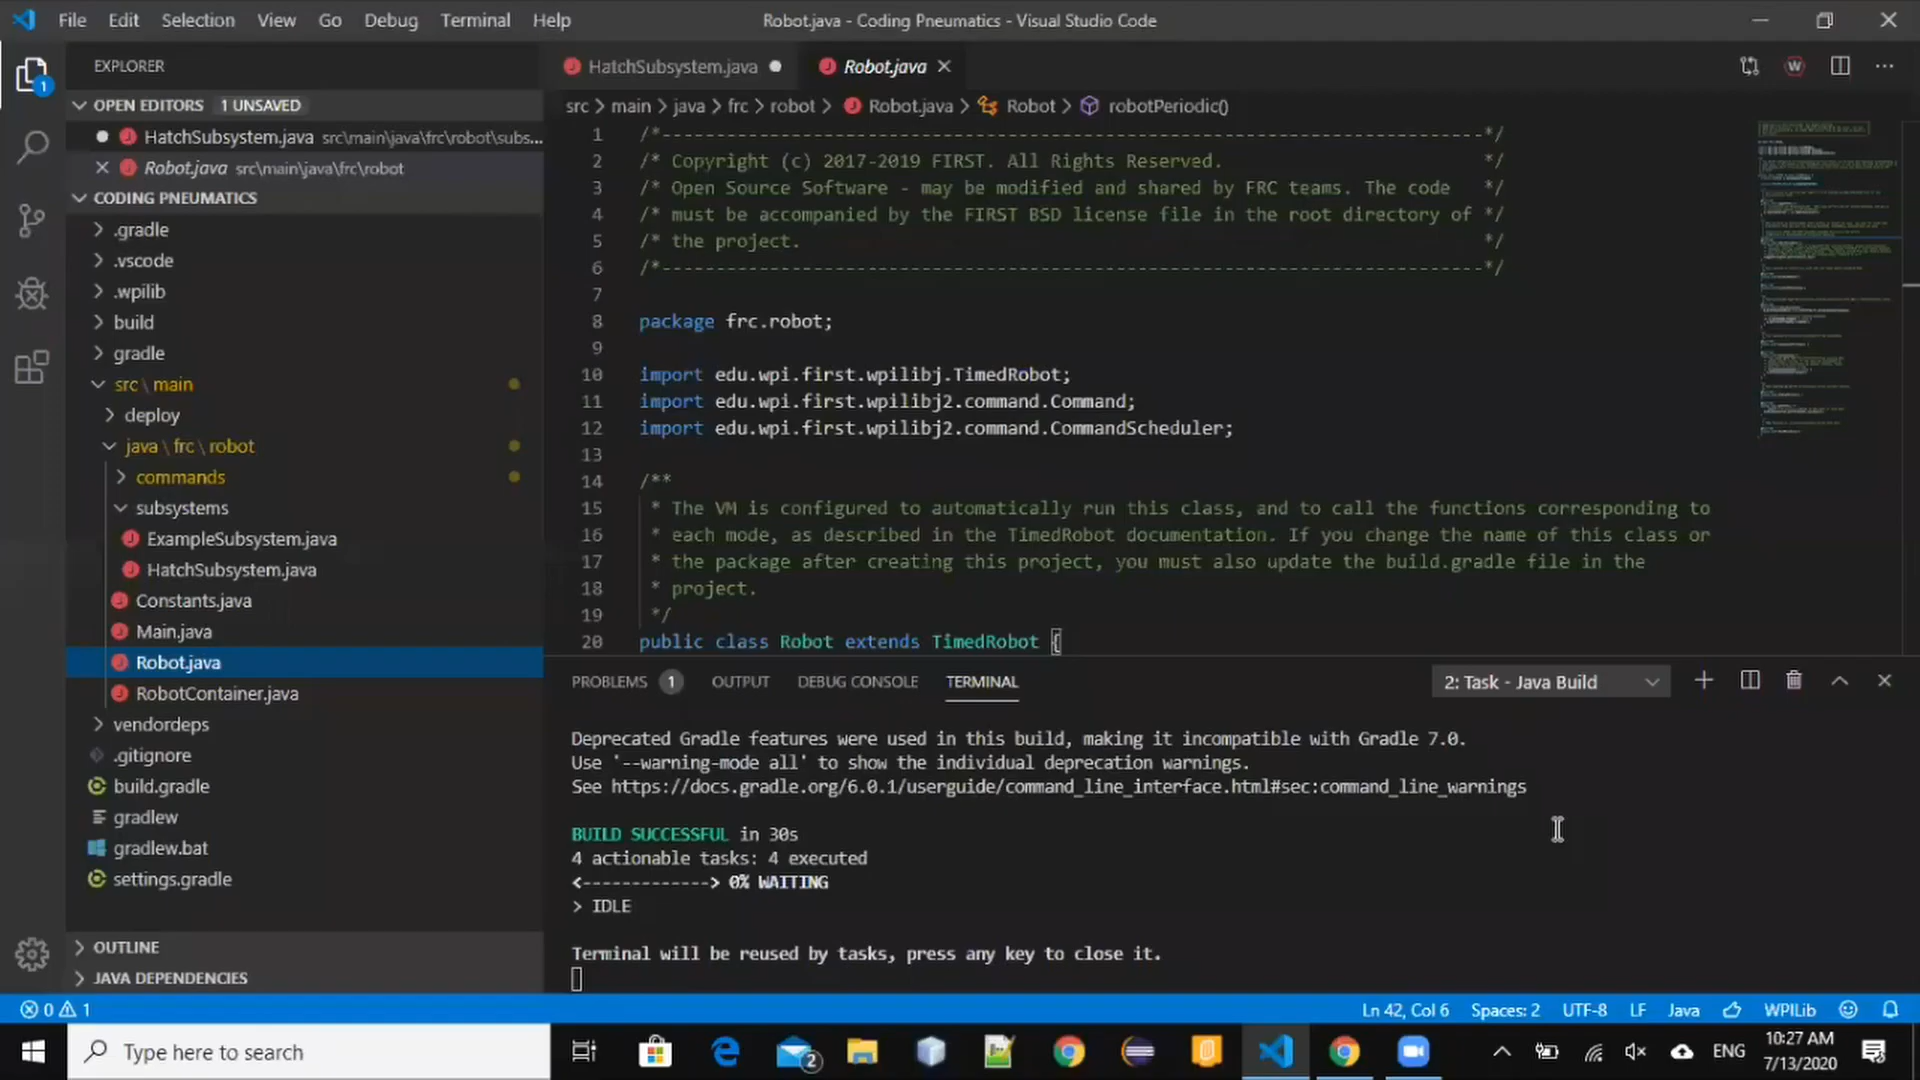 File Edit Selection View Go Debug Terminal Help
Robot.java - Coding Pneumatics - Visual Studio Code
EXPLORER
OPEN EDITORS 1 UNSAVED
HatchSubsystem.java src\main\java\frc\robot\subs...
Robot.java src\main\java\frc\robot
CODING PNEUMATICS
.gradle
.vscode
.wpilib
build
gradle
src \ main
deploy
java \ frc \ robot
commands
subsystems
ExampleSubsystem.java
HatchSubsystem.java
Constants.java
Main.java
Robot.java
RobotContainer.java
vendordeps
.gitignore
build.gradle
gradlew
gradlew.bat
settings.gradle
OUTLINE
JAVA DEPENDENCIES
HatchSubsystem.java Robot.java
src > main > java > frc > robot > Robot.java > Robot > robotPeriodic()
1 /*----------------------------------------------------------------------------*/
2 /* Copyright (c) 2017-2019 FIRST. All Rights Reserved. */
3 /* Open Source Software - may be modified and shared by FRC teams. The code */
4 /* must be accompanied by the FIRST BSD license file in the root directory of */
5 /* the project. */
6 /*----------------------------------------------------------------------------*/
7
8 package frc.robot;
9
10 import edu.wpi.first.wpilibj.TimedRobot;
11 import edu.wpi.first.wpilibj2.command.Command;
12 import edu.wpi.first.wpilibj2.command.CommandScheduler;
13
14 /**
15 * The VM is configured to automatically run this class, and to call the functions corresponding to
16 * each mode, as described in the TimedRobot documentation. If you change the name of this class or
17 * the package after creating this project, you must also update the build.gradle file in the
18 * project.
19 */
20 public class Robot extends TimedRobot {
PROBLEMS 1 OUTPUT DEBUG CONSOLE TERMINAL 2: Task - Java Build
Deprecated Gradle features were used in this build, making it incompatible with Gradle 7.0.
Use '--warning-mode all' to show the individual deprecation warnings.
See https://docs.gradle.org/6.0.1/userguide/command_line_interface.html#sec:command_line_warnings
BUILD SUCCESSFUL in 30s
4 actionable tasks: 4 executed
<-------------> 0% WAITING
> IDLE
Terminal will be reused by tasks, press any key to close it.
0 1 Ln 42, Col 6 Spaces: 2 UTF-8 LF Java WPILib
Type here to search
2
ENG
10:27 AM
7/13/2020